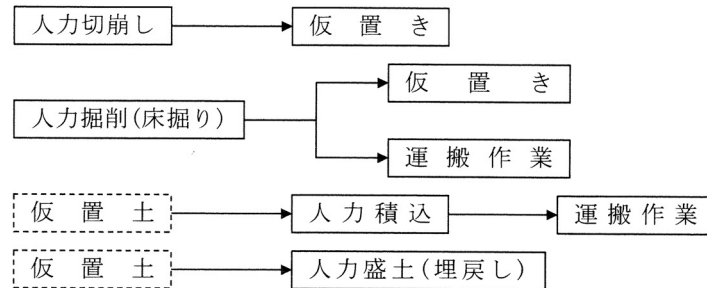 人力切崩し
仮置き
仮置き
人力掘削(床掘り)
運搬作業
仮置土
人力積込
運搬作業
仮置土
人力盛土(埋戻し)